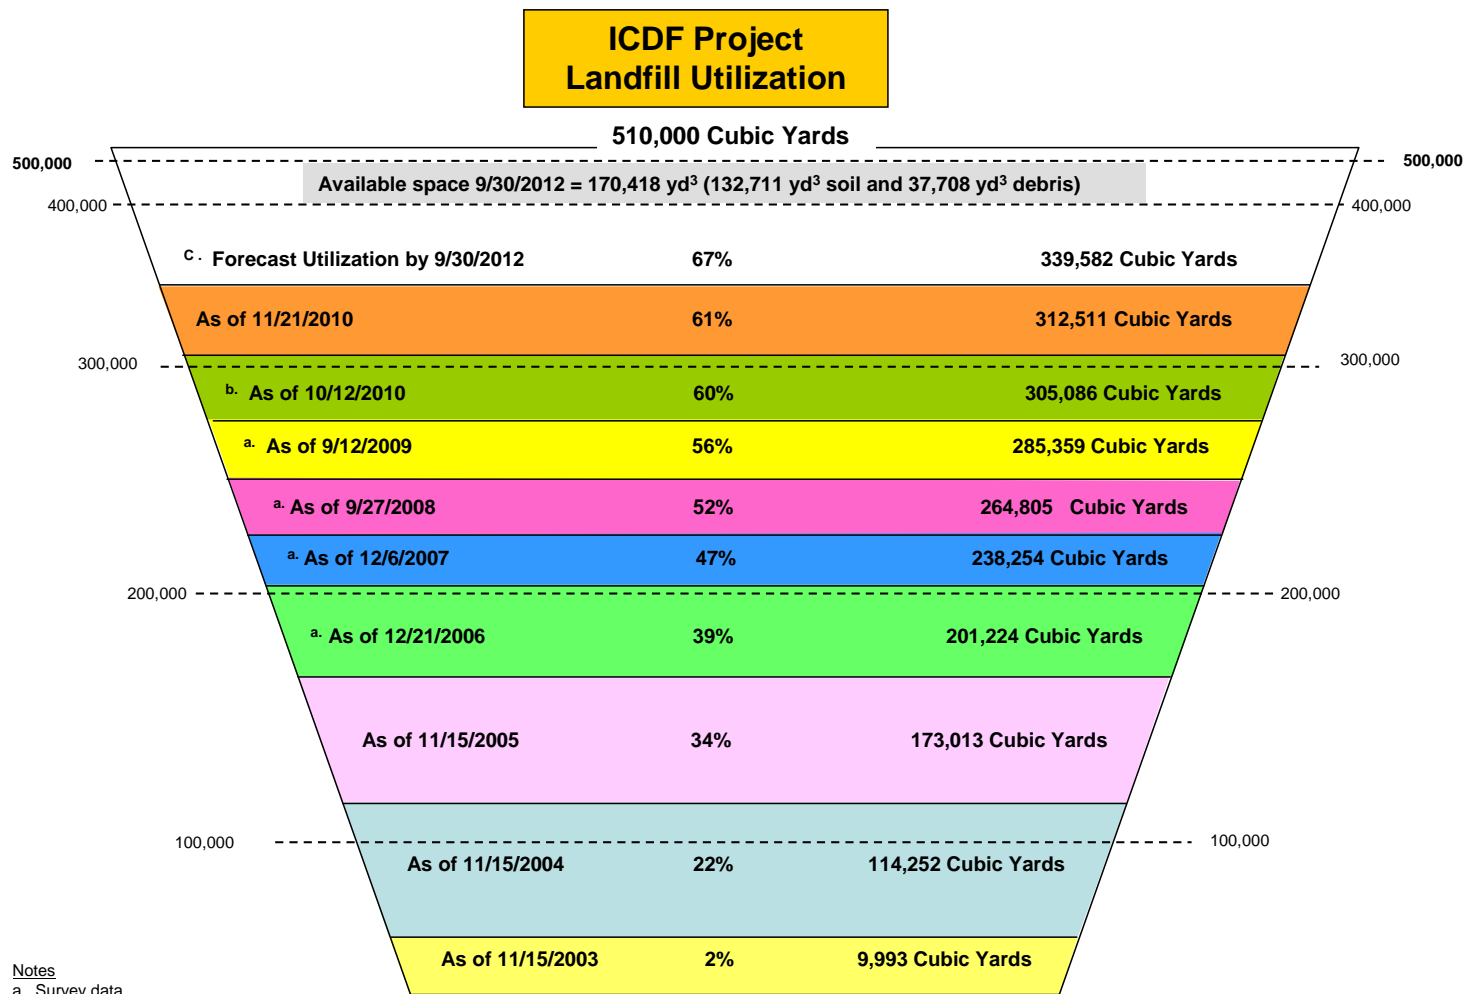 ICDF Project
Landfill Utilization
510,000 Cubic Yards
500,000 500,000
Available space 9/30/2012 = 170,418 yd³ (132,711 yd³ soil and 37,708 yd³ debris)
400,000 400,000
C . Forecast Utilization by 9/30/2012 67% 339,582 Cubic Yards
As of 11/21/2010 61% 312,511 Cubic Yards
300,000 300,000
b. As of 10/12/2010 60% 305,086 Cubic Yards
a. As of 9/12/2009 56% 285,359 Cubic Yards
a. As of 9/27/2008 52% 264,805 Cubic Yards
a. As of 12/6/2007 47% 238,254 Cubic Yards
200,000 200,000
a. As of 12/21/2006 39% 201,224 Cubic Yards
As of 11/15/2005 34% 173,013 Cubic Yards
100,000 100,000
As of 11/15/2004 22% 114,252 Cubic Yards
As of 11/15/2003 2% 9,993 Cubic Yards
Notes
a. Survey data